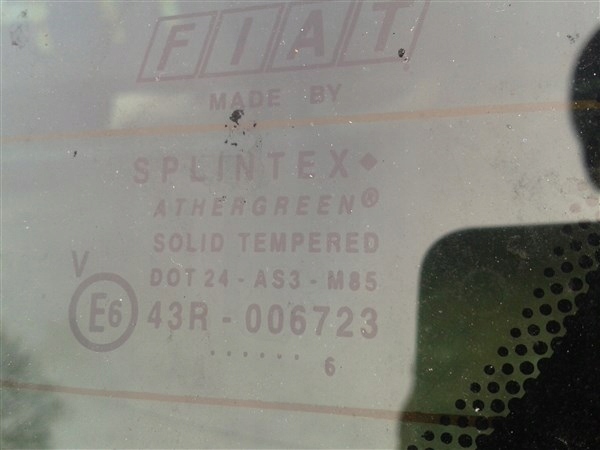 FIAT
MADE BY
SPLINTEX
ATHERGREEN®
SOLID TEMPERED
DOT 24 - AS3 - M85
V
E6 43R - 006723
....... 6